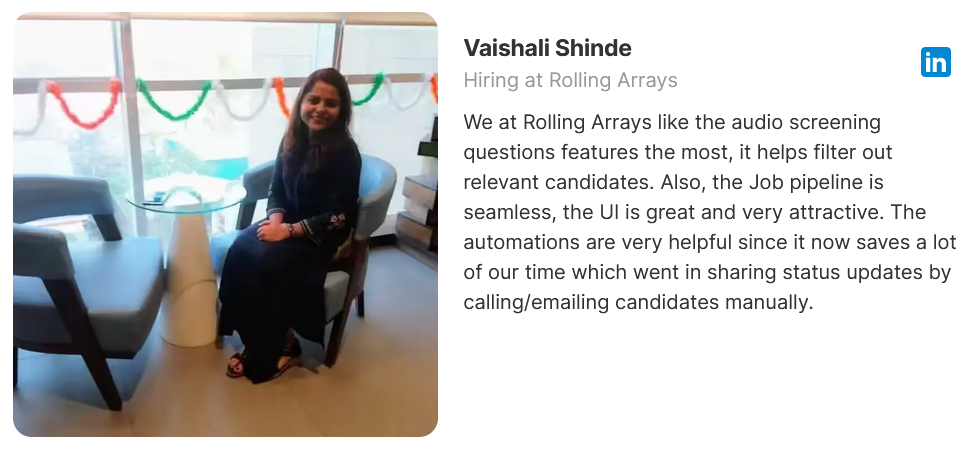 Vaishali Shinde
in
Hiring at Rolling Arrays
We at Rolling Arrays like the audio screening
questions features the most, it helps filter out
relevant candidates. Also, the Job pipeline is
seamless, the UI is great and very attractive. The
automations are very helpful since it now saves a lot
of our time which went in sharing status updates by
calling/emailing candidates manually.